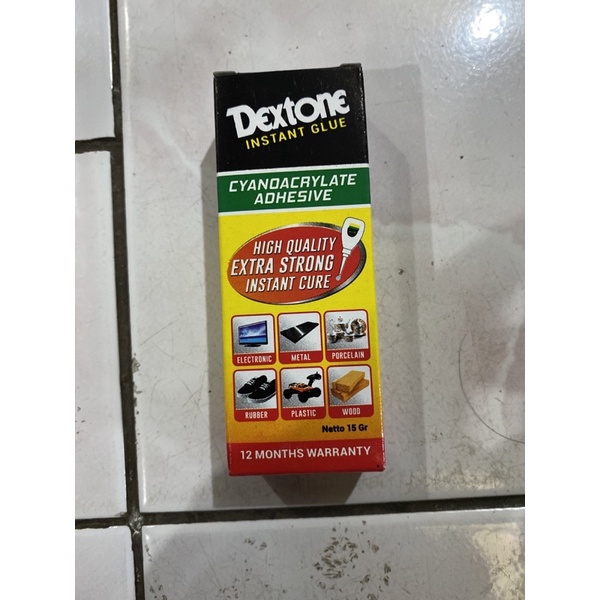 Dextone
INSTANT GLUE
CYANOACRYLATE
ADHESIVE
HIGH QUALITY
EXTRA STRONG
INSTANT CURE
ELECTRONIC
METAL
PORCELAIN
RUBBER
PLASTIC
WOOD
Netto 15 Gr
12 MONTHS WARRANTY